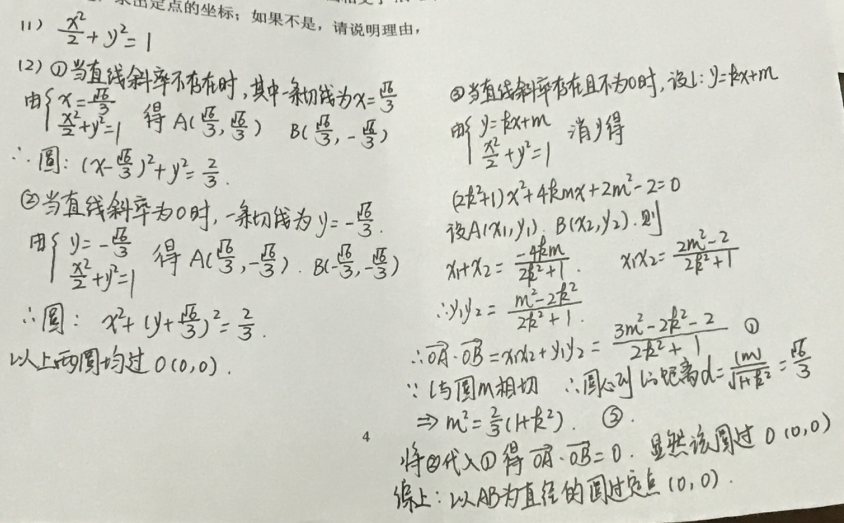 求出定点的坐标；如果不是，请说明理由，
(1) x²/2+y²=1
(2) ①当直线斜率不存在时，其中一条切线为x=√6/3
由{x=√6/3
x²/2+y²=1 得 A(√6/3,√6/3) B(√6/3,-√6/3)
∴圆：(x-√6/3)²+y²=2/3.
②当直线斜率为0时，一条切线为y=-√6/3.
由{y=-√6/3
x²/2+y²=1 得 A(√6/3,-√6/3). B(-√6/3,-√6/3)
∴圆： x²+(y+√6/3)²=2/3.
以上两圆均过O(0,0).
③当直线斜率存在且不为0时，设l：y=kx+m
由{y=kx+m
x²/2+y²=1 消y得
(2k²+1)x²+4kmx+2m²-2=0
设A(x1,y1). B(x2,y2).则
x1+x2=-4km/2k²+1. x1x2=2m²-2/2k²+1
∴y1y2=m²-2k²/2k²+1.
∴OA·OB=x1x2+y1y2=3m²-2k²-2/2k²+1 ①
∵l与圆M相切 ∴圆心到l的距离d=|m|/√1+k²=√6/3
⇒m²=2/3(1+k²). ②.
将②代入①得OA·OB=0. 显然该圆过O(0,0)
综上：以AB为直径的圆过定点(0,0).
4